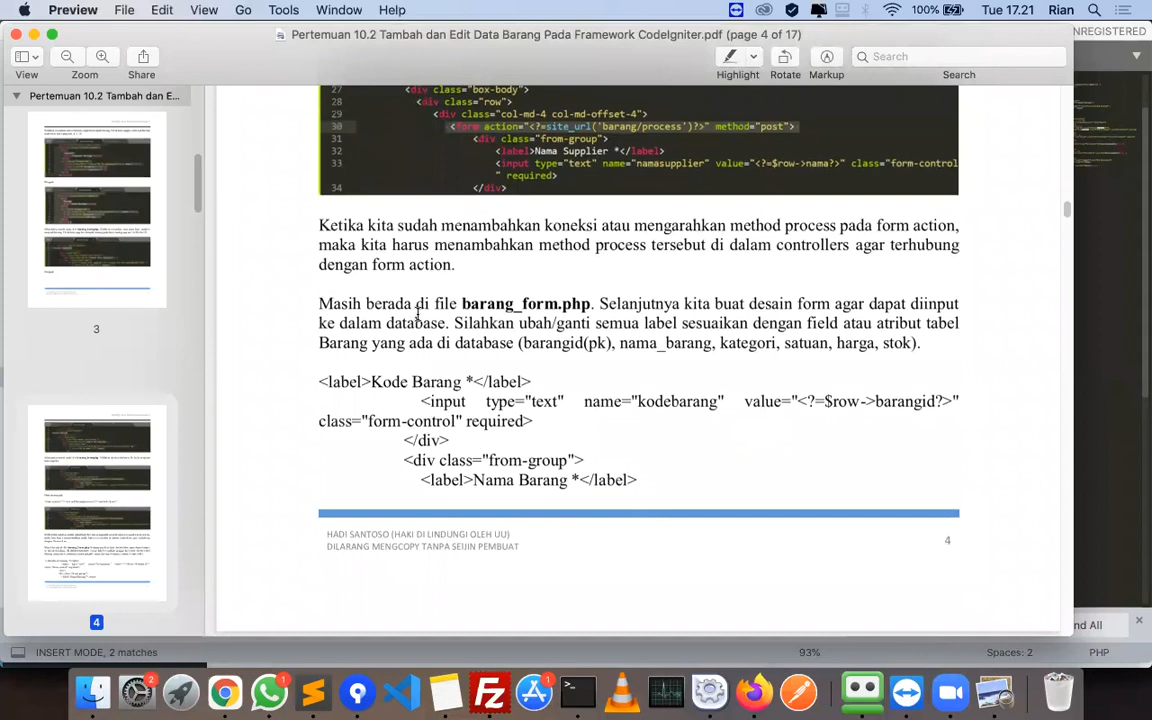 Preview File Edit View Go Tools Window Help 100% Tue 17.21 Rian
Pertemuan 10.2 Tambah dan Edit Data Barang Pada Framework CodeIgniter.pdf (page 4 of 17)
NREGISTERED
View Zoom Share Highlight Rotate Markup Search
Search
Pertemuan 10.2 Tambah dan E...
3
4
27 <div class="box-body">
28 <div class="row">
29 <div class="col-md-4 col-md-offset-4">
30 <form action="<?=site_url('barang/process')?>" method="post">
31 <div class="from-group">
32 <label>Nama Supplier *</label>
33 <input type="text" name="namasupplier" value="<?=$row->nama?>" class="form-control
" required>
34 </div>
Ketika kita sudah menambahkan koneksi atau mengarahkan method process pada form action,
maka kita harus menambahkan method process tersebut di dalam controllers agar terhubung
dengan form action.
Masih berada di file barang_form.php. Selanjutnya kita buat desain form agar dapat diinput
ke dalam database. Silahkan ubah/ganti semua label sesuaikan dengan field atau atribut tabel
Barang yang ada di database (barangid(pk), nama_barang, kategori, satuan, harga, stok).
<label>Kode Barang *</label>
<input type="text" name="kodebarang" value="<?=$row->barangid?>"
class="form-control" required>
</div>
<div class="from-group">
<label>Nama Barang *</label>
HADI SANTOSO (HAKI DI LINDUNGI OLEH UU)
DILARANG MENGCOPY TANPA SEIJIN PEMBUAT
4
nd All
INSERT MODE, 2 matches 93% Spaces: 2 PHP
2
1
1